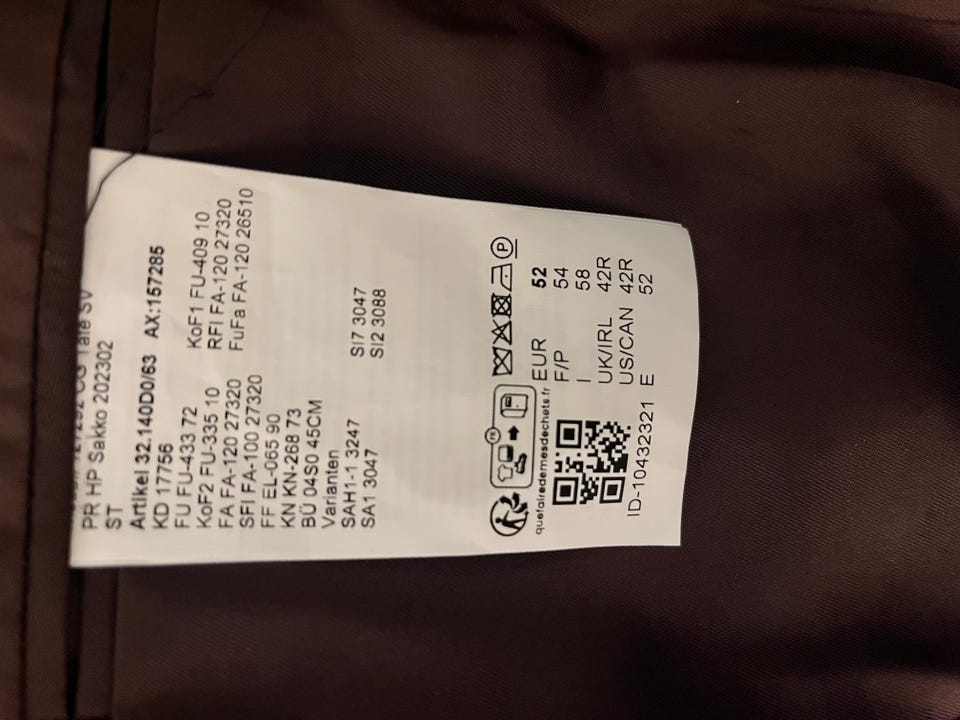 CG Tate SV
PR HP Sakko 202302
ST
Artikel 32.140D0/63 AX:157285
KD 17756
FU FU-433 72 KoF1 FU-409 10
KoF2 FU-335 10 RFI FA-120 27320
FA FA-120 27320 FuFa FA-120 26510
SFI FA-100 27320
FF EL-065 90
KN KN-268 73
BÜ 04S0 45CM
Varianten
SAH1-1 3247 SI7 3047
SA1 3047 SI2 3088
P
FR
quefairedemesdechets.fr
EUR 52
F/P 54
I 58
UK/IRL 42R
US/CAN 42R
E 52
ID-10432321